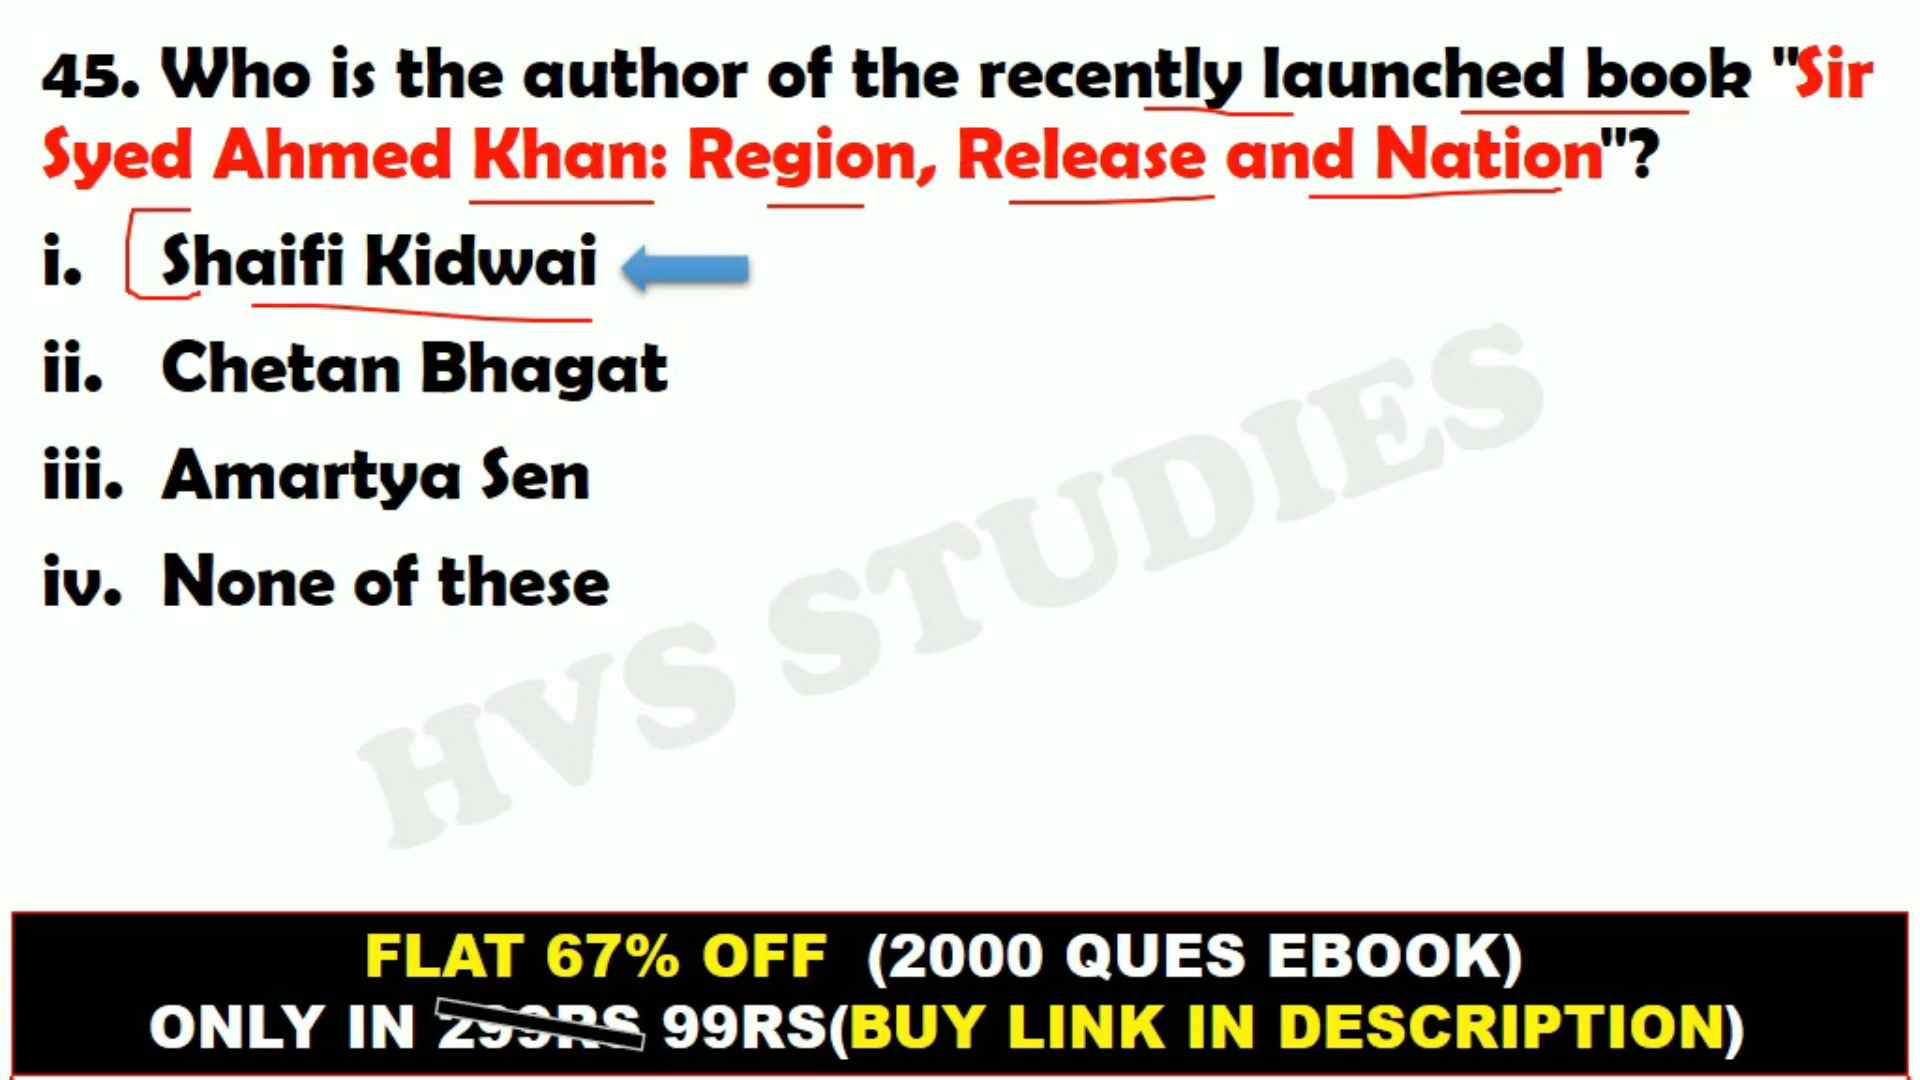 45. Who is the author of the recently launched book "Sir
Syed Ahmed Khan: Region, Release and Nation"?
i. Shaifi Kidwai
ii. Chetan Bhagat
iii. Amartya Sen
iv. None of these
HVS STUDIES
FLAT 67% OFF (2000 QUES EBOOK)
ONLY IN 299RS 99RS(BUY LINK IN DESCRIPTION)